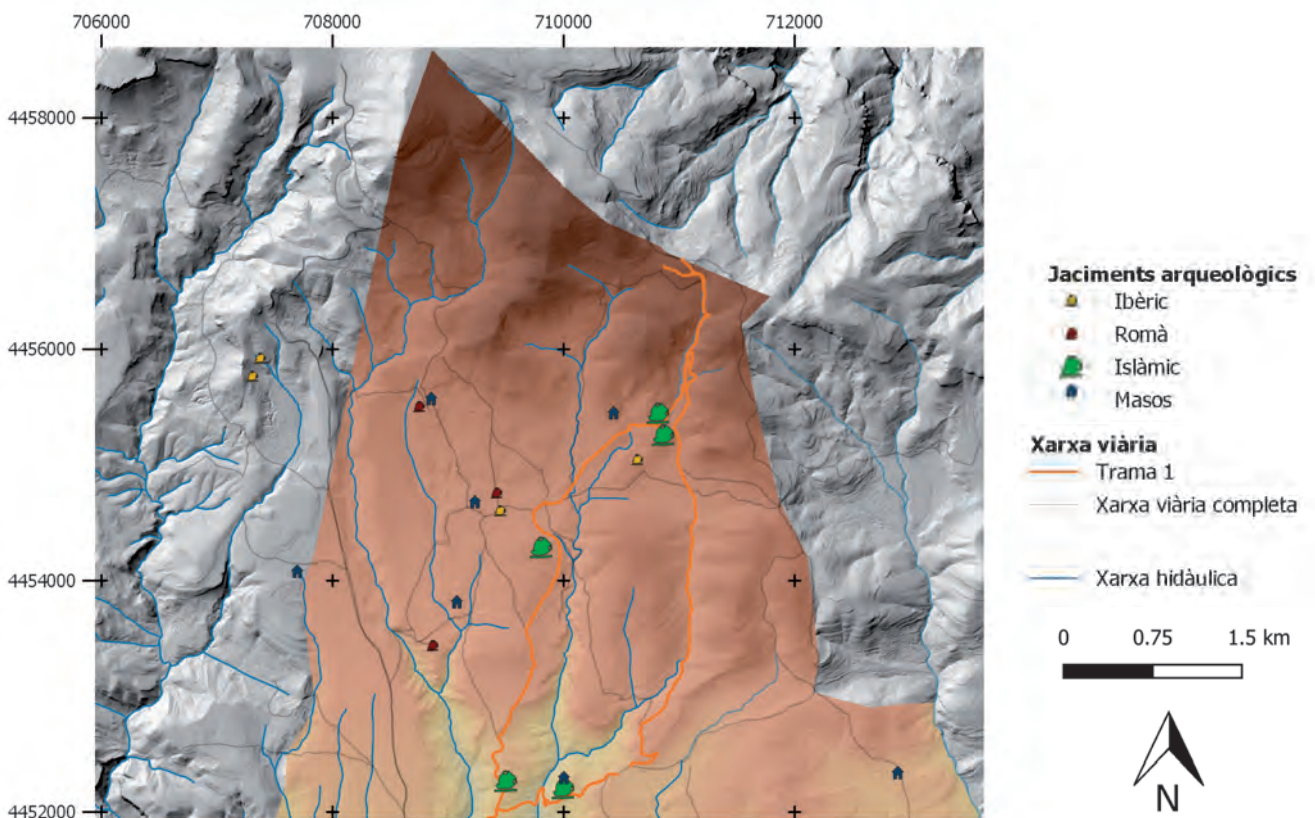 706000
708000
710000
712000
4458000
4456000
4454000
4452000
Jaciments arqueològics
Ibèric
Romà
Islàmic
Masos
Xarxa viària
Trama 1
Xarxa viària completa
Xarxa hidàulica
0 0.75 1.5 km
N